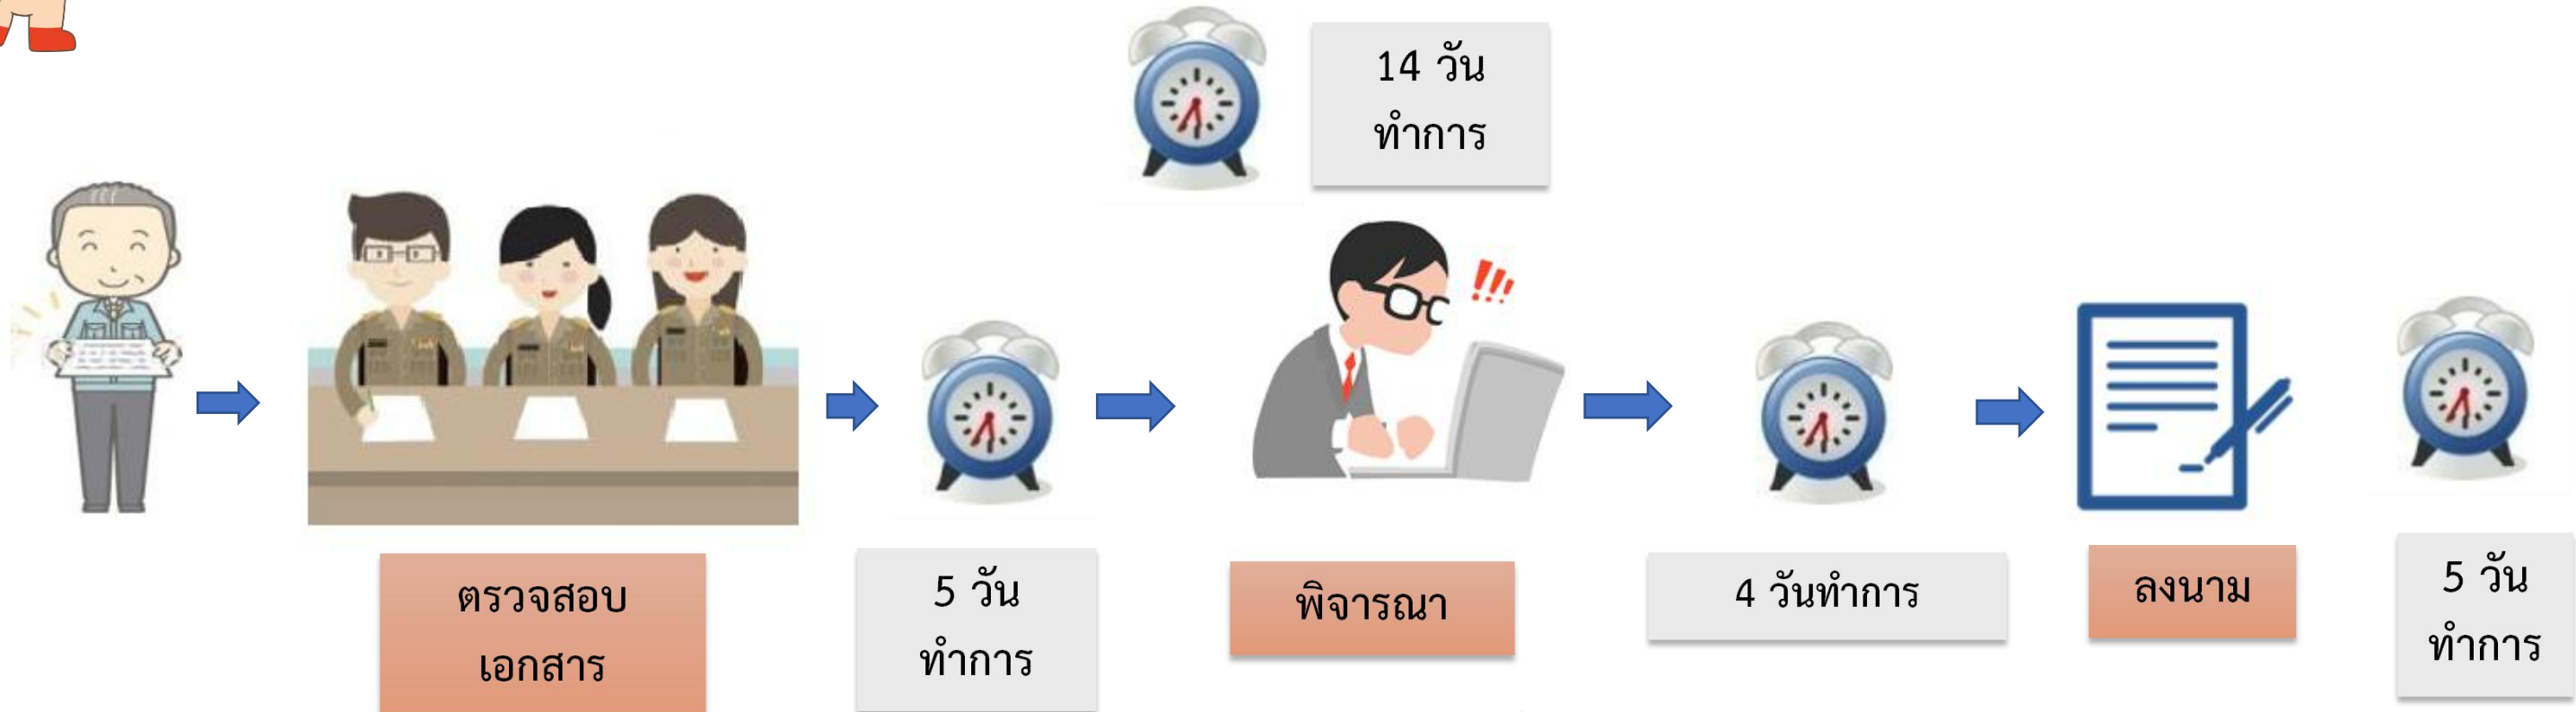 14 วัน
ทำการ
ตรวจสอบ
เอกสาร
5 วัน
ทำการ
พิจารณา
4 วันทำการ
ลงนาม
5 วัน
ทำการ